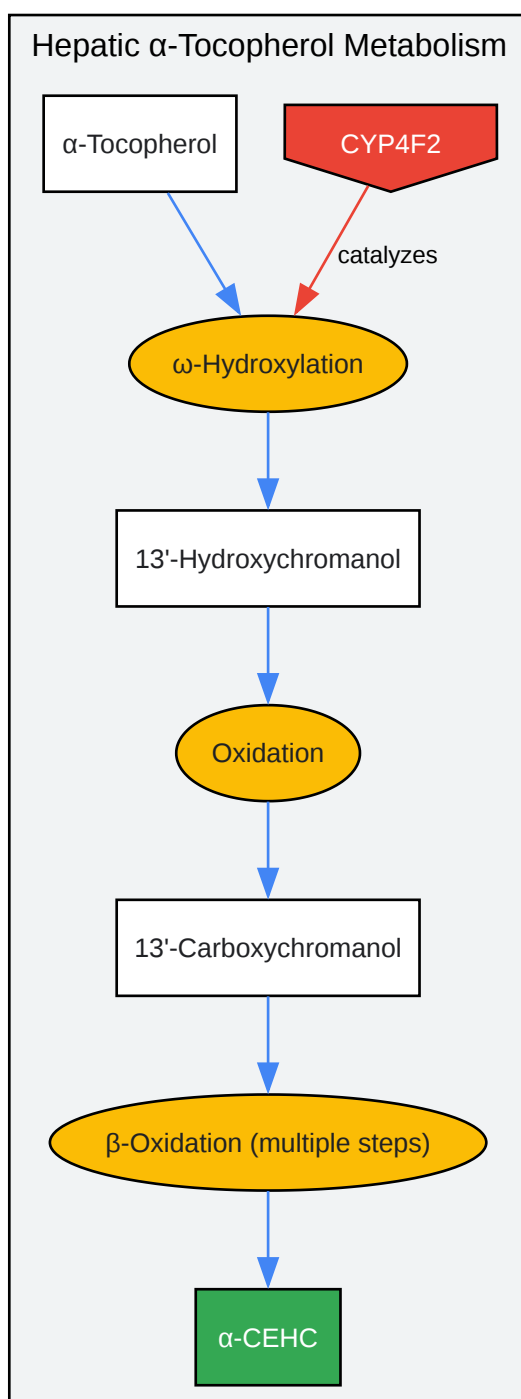 Hepatic α-Tocopherol Metabolism
α-Tocopherol
CYP4F2
catalyzes
ω-Hydroxylation
13'-Hydroxychromanol
Oxidation
13'-Carboxychromanol
β-Oxidation (multiple steps)
α-CEHC